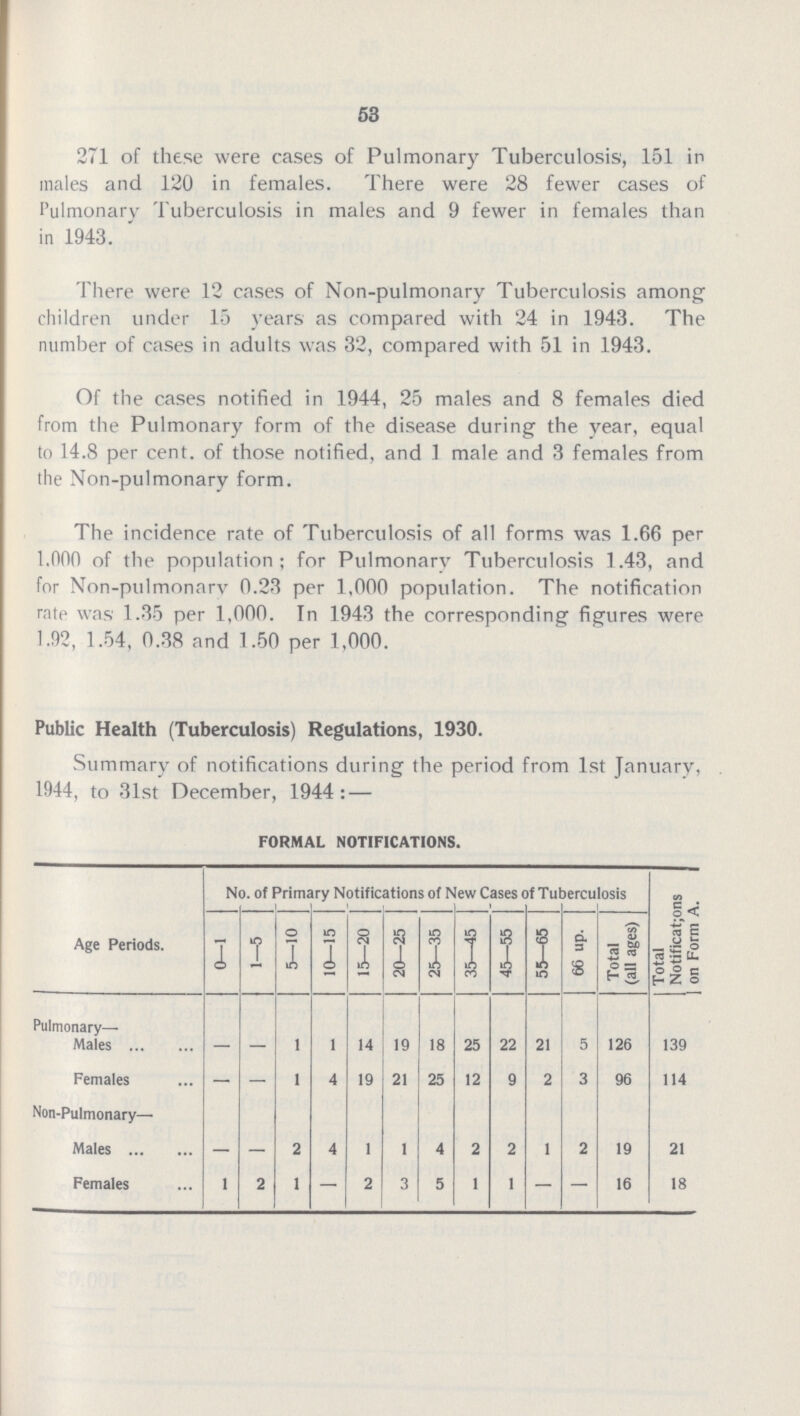 53
271 of these were cases of Pulmonary Tuberculosis, 151 in
males and 120 in females. There were 28 fewer cases of
Pulmonary Tuberculosis in males and 9 fewer in females than
in 1943.
There were 12 cases of Non-pulmonary Tuberculosis among
children under 15 years as compared with 24 in 1943. The
number of cases in adults was 32, compared with 51 in 1943.
Of the cases notified in 1944, 25 males and 8 females died
from the Pulmonary form of the disease during the year, equal
to 14.8 per cent. of those notified, and 1 male and 3 females from
the Non-pulmonary form.
The incidence rate of Tuberculosis of all forms was 1.66 per
1.000 of the population; for Pulmonary Tuberculosis 1.43, and
for Non-pulmonary 0.23 per 1,000 population. The notification
rate was 1.35 per 1,000. In 1943 the corresponding figures were
1.92, 1.54, 0.38 and 1.50 per 1,000.
Public Health (Tuberculosis) Regulations, 1930.
Summary of notifications during the period from 1st January,
1944, to 31st December, 1944:—
FORMAL NOTIFICATIONS.
Age Periods. No. of Primary Notifications of New Cases of Tuberculosis Total Notificat;ons on Form A.
0—1 1—5 5—10 10—15 15—20 20—25 25—35 35—45 45—55 55—65 66 up. Total (all ages)
Pulmonary—
Males ... ... — — 1 1 14 19 18 25 22 21 5 126 139
Females ... — — 1 4 19 21 25 12 9 2 3 96 114
Non-Pulmonary—
Males ... ... — — 2 4 1 1 4 2 2 1 2 19 21
Females ... 1 2 1 — 2 3 5 1 1 — — 16 18